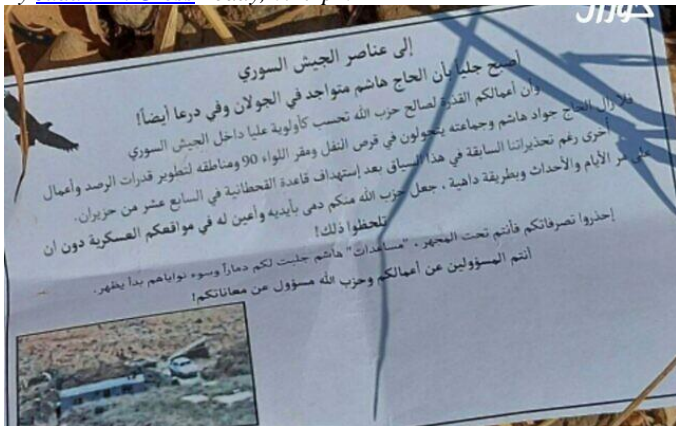 جولان
إلى عناصر الجيش السوري
أصبح جلياً بأن الحاج هاشم متواجد في الجولان وفي درعا أيضاً!
وأن أعمالكم القذرة لصالح حزب الله تحسب كأولوية عليا داخل الجيش السوري
فلا زال الحاج جواد هاشم وجماعته يتجولون في قرص النفل ومقر اللواء 90 ومناطقه لتطوير قدرات الرصد وأعمال
أخرى رغم تحذيراتنا السابقة في هذا السياق بعد إستهداف قاعدة القحطانية في السابع عشر من حزيران.
على مر الأيام والأحداث وبطريقة داهية، جعل حزب الله منكم دمى بأيديه وأعين له في مواقعكم العسكرية دون ان
تلحظوا ذلك!
إحذروا تصرفاتكم فأنتم تحت المجهر، "مساعدات" هاشم جلبت لكم دماراً وسوء نواياهم بدأ يظهر.
أنتم المسؤولين عن أعمالكم وحزب الله مسؤول عن معاناتكم!